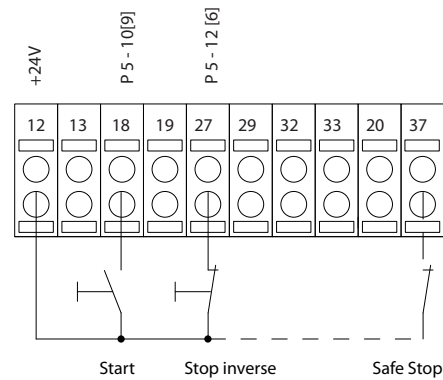 +24V
P 5 - 10[9]
P 5 - 12 [6]
12 13 18 19 27 29 32 33 20 37
Start Stop inverse Safe Stop